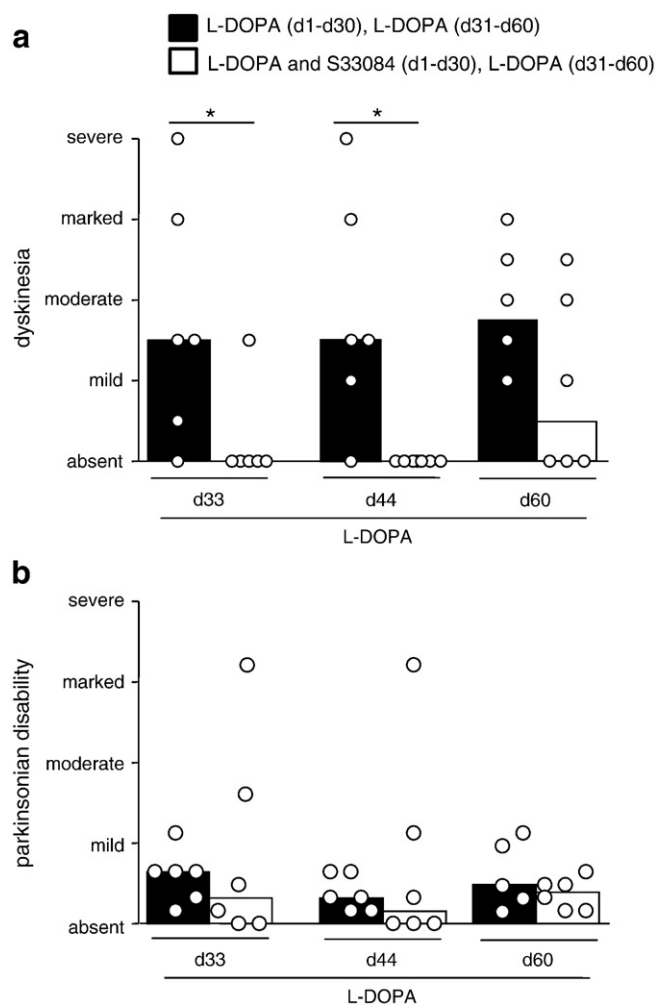 a
L-DOPA (d1-d30), L-DOPA (d31-d60)
L-DOPA and S33084 (d1-d30), L-DOPA (d31-d60)
* *
severe
marked
moderate
mild
absent
dyskinesia
d33 d44 d60
L-DOPA
b
severe
marked
moderate
mild
absent
parkinsonian disability
d33 d44 d60
L-DOPA